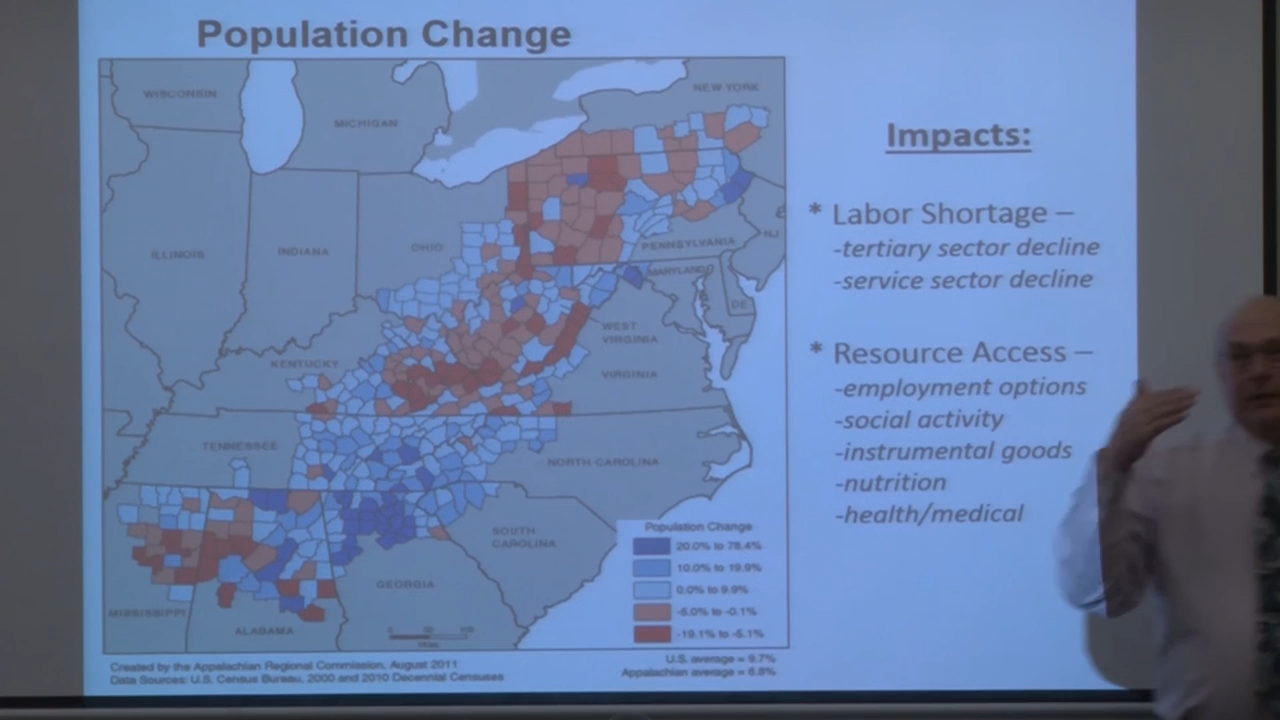 Population Change
WISCONSIN
MICHIGAN
NEW YORK
ILLINOIS
INDIANA
OHIO
PENNSYLVANIA
NJ
MARYLAND
DE
WEST
VIRGINIA
KENTUCKY
VIRGINIA
TENNESSEE
NORTH CAROLINA
SOUTH
CAROLINA
MISSISSIPPI
ALABAMA
GEORGIA
Population Change
20.0% to 78.4%
10.0% to 19.9%
0.0% to 9.9%
-5.0% to -0.1%
-19.1% to -5.1%
0 50 100
Miles
Created by the Appalachian Regional Commission, August 2011
Data Sources: U.S. Census Bureau, 2000 and 2010 Decennial Censuses
U.S. average = 9.7%
Appalachian average = 6.8%
Impacts:
* Labor Shortage –
-tertiary sector decline
-service sector decline
* Resource Access –
-employment options
-social activity
-instrumental goods
-nutrition
-health/medical